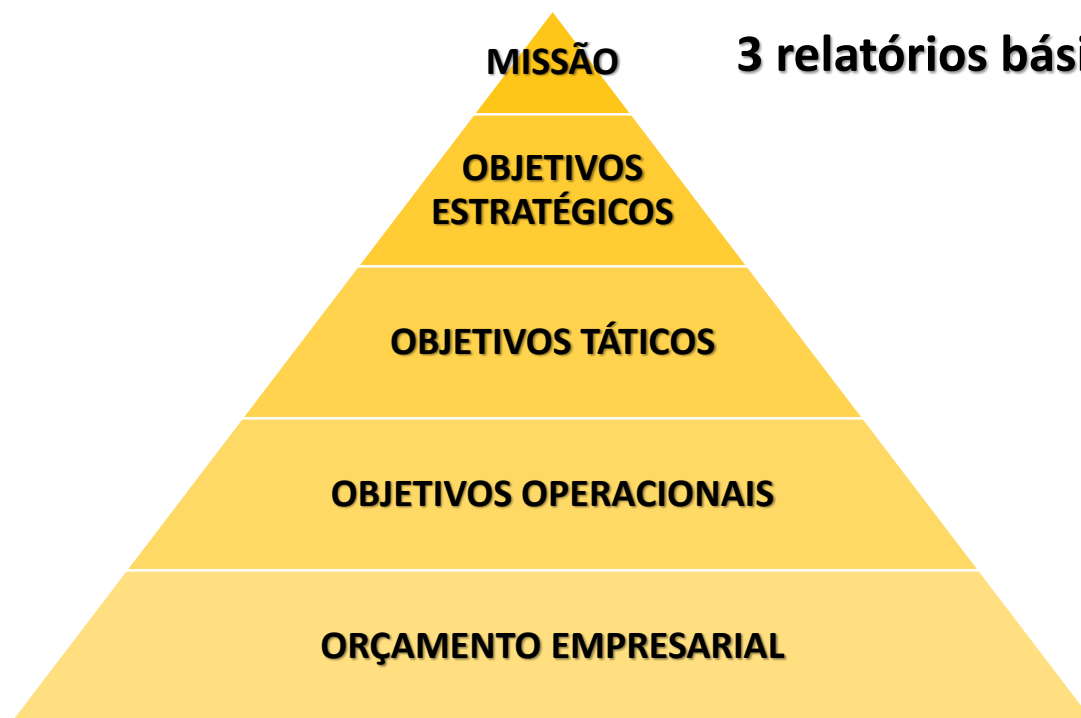 MISSÃO
3 relatórios bási
OBJETIVOS
ESTRATÉGICOS
OBJETIVOS TÁTICOS
OBJETIVOS OPERACIONAIS
ORÇAMENTO EMPRESARIAL